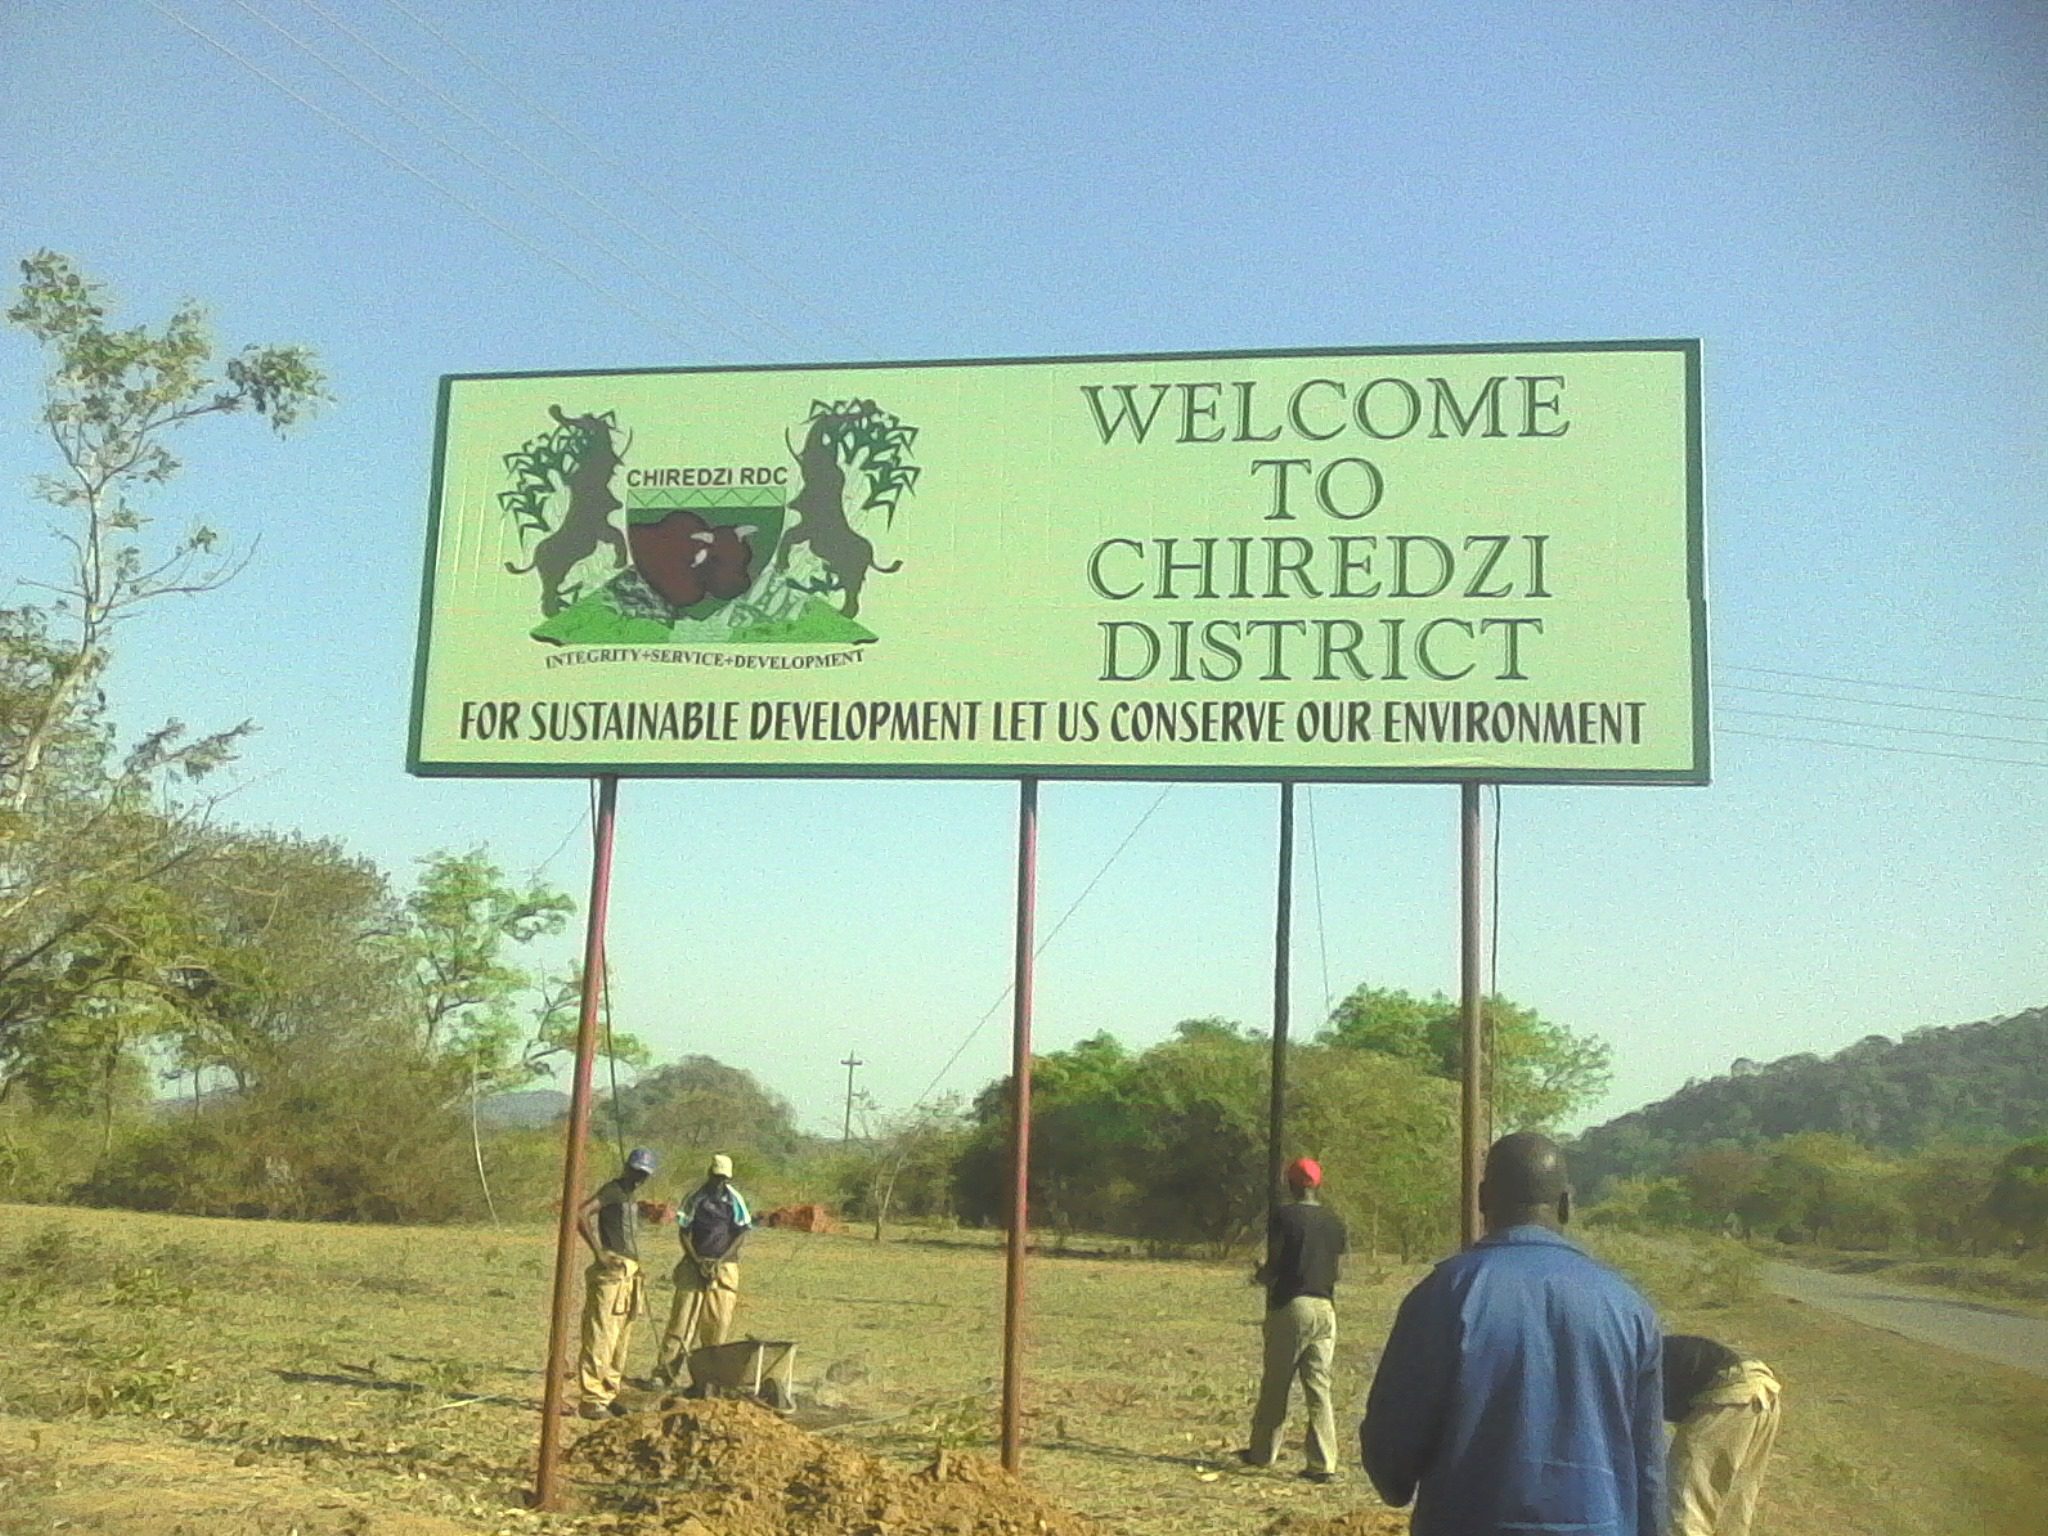 CHIREDZI RDC
INTEGRITY+SERVICE+DEVELOPMENT
WELCOME
TO
CHIREDZI
DISTRICT
FOR SUSTAINABLE DEVELOPMENT LET US CONSERVE OUR ENVIRONMENT